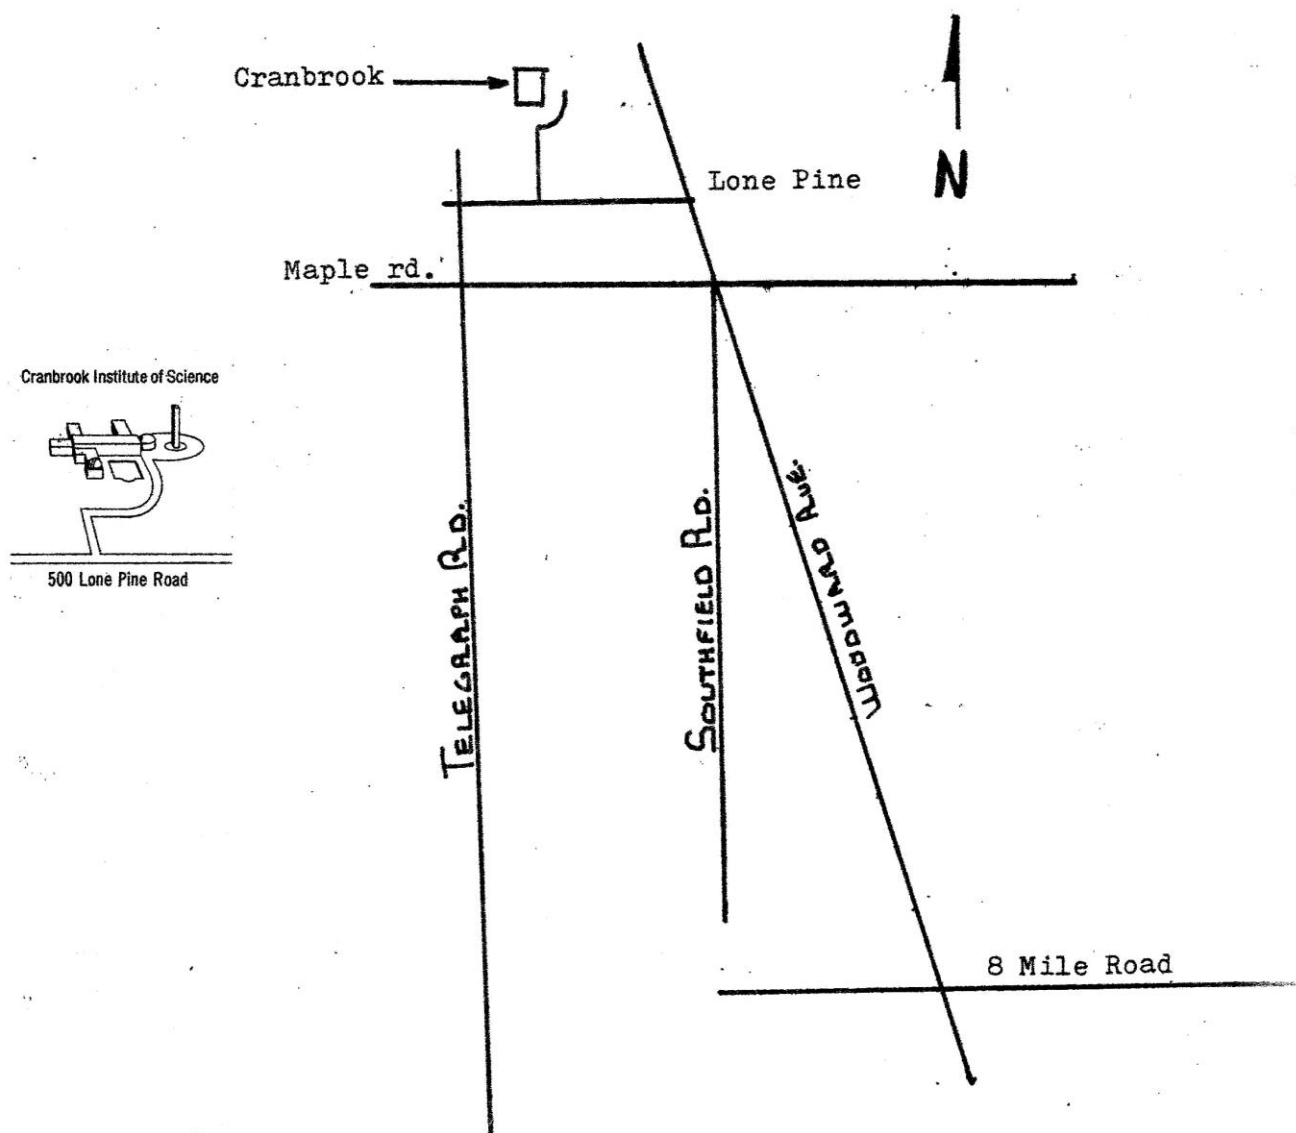 Cranbrook
Lone Pine
N
Maple rd.
Cranbrook Institute of Science
500 Lone Pine Road
TELEGRAPH RD.
SOUTHFIELD RD.
WOODWARD AVE.
8 Mile Road